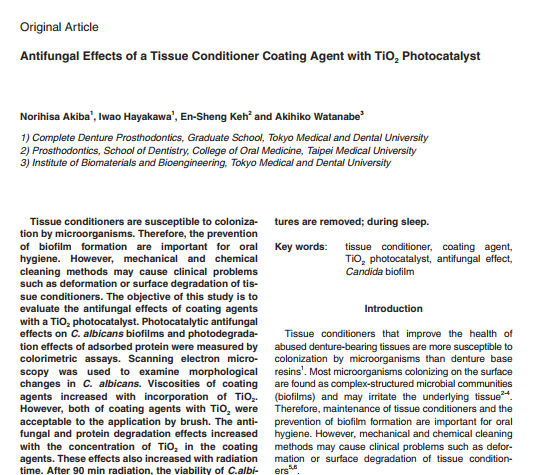 Original Article
Antifungal Effects of a Tissue Conditioner Coating Agent with TiO₂ Photocatalyst
Norihisa Akiba¹, Iwao Hayakawa¹, En-Sheng Keh² and Akihiko Watanabe³
1) Complete Denture Prosthodontics, Graduate School, Tokyo Medical and Dental University
2) Prosthodontics, School of Dentistry, College of Oral Medicine, Taipei Medical University
3) Institute of Biomaterials and Bioengineering, Tokyo Medical and Dental University
Tissue conditioners are susceptible to coloniza-
tion by microorganisms. Therefore, the prevention
of biofilm formation are important for oral
hygiene. However, mechanical and chemical
cleaning methods may cause clinical problems
such as deformation or surface degradation of tis-
sue conditioners. The objective of this study is to
evaluate the antifungal effects of coating agents
with a TiO₂ photocatalyst. Photocatalytic antifungal
effects on C. albicans biofilms and photodegrada-
tion effects of adsorbed protein were measured by
colorimetric assays. Scanning electron micro-
scopy was used to examine morphological
changes in C. albicans. Viscosities of coating
agents increased with incorporation of TiO₂.
However, both of coating agents with TiO₂ were
acceptable to the application by brush. The anti-
fungal and protein degradation effects increased
with the concentration of TiO₂ in the coating
agents. These effects also increased with radiation
time. After 90 min radiation, the viability of C.albi-
tures are removed; during sleep.
Key words: tissue conditioner, coating agent,
TiO₂ photocatalyst, antifungal effect,
Candida biofilm
Introduction
Tissue conditioners that improve the health of
abused denture-bearing tissues are more susceptible to
colonization by microorganisms than denture base
resins¹. Most microorganisms colonizing on the surface
are found as complex-structured microbial communities
(biofilms) and may irritate the underlying tissue²⁻⁴.
Therefore, maintenance of tissue conditioners and the
prevention of biofilm formation are important for oral
hygiene. However, mechanical and chemical cleaning
methods may cause clinical problems such as defor-
mation or surface degradation of tissue condition-
ers⁵,⁶.